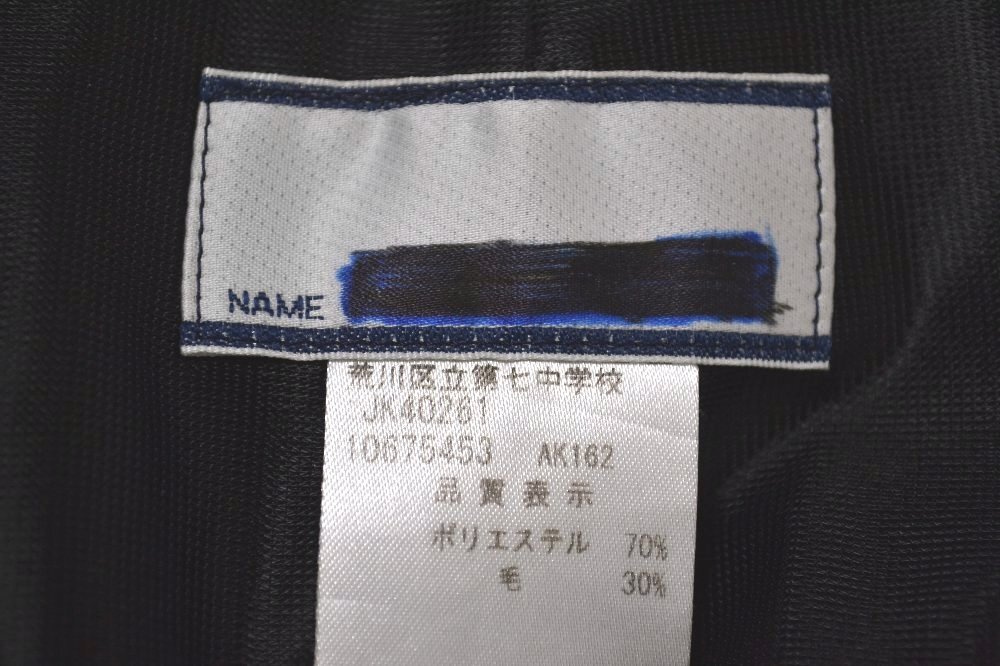 NAME
荒川区立第七中学校
JK40261
10675453 AK162
品質表示
ポリエステル 70%
毛 30%